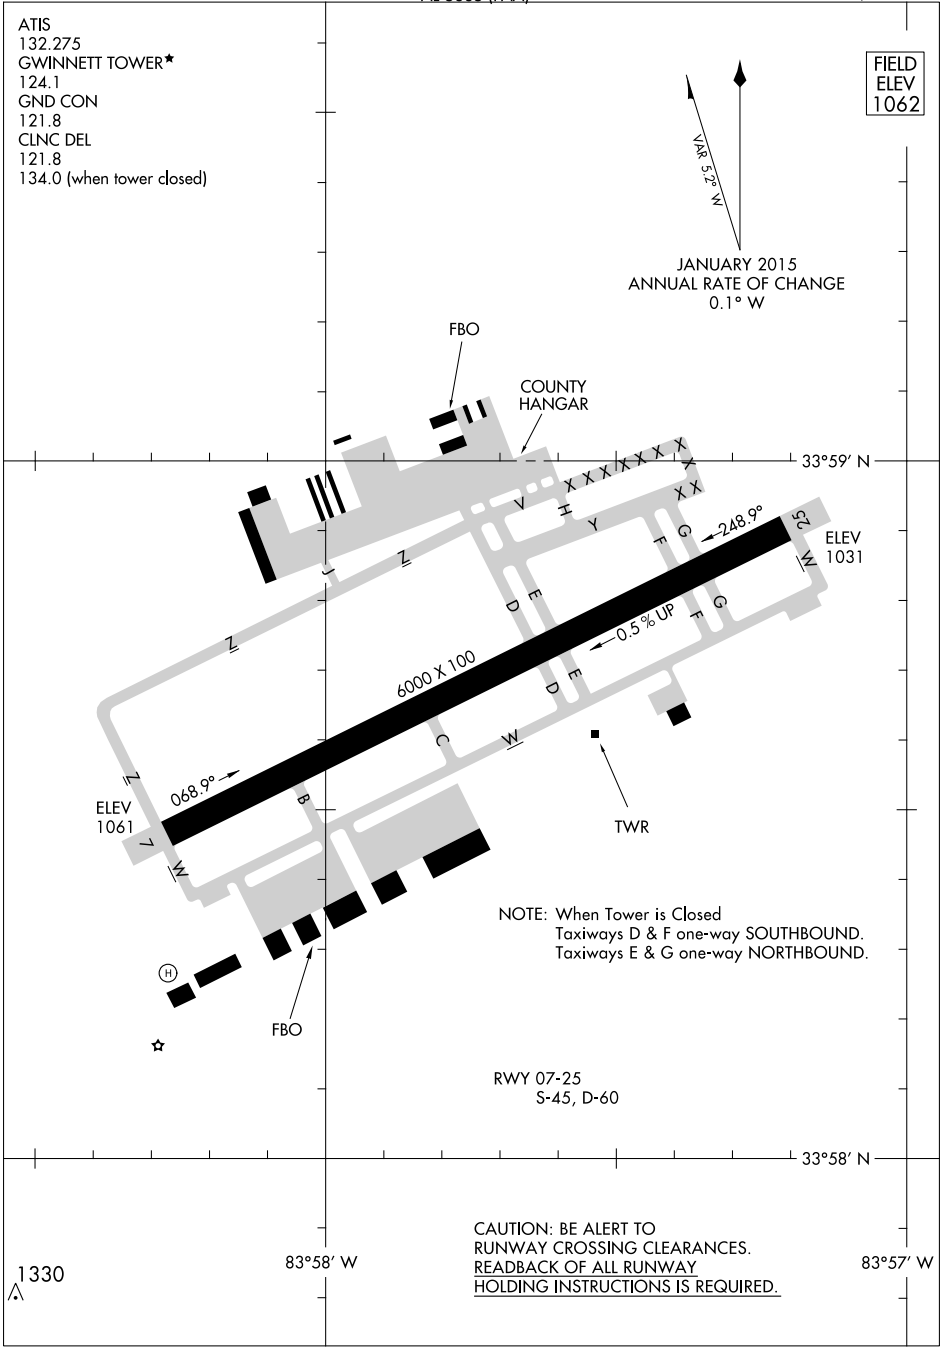 ATIS
132.275
GWINNETT TOWER★
124.1
GND CON
121.8
CLNC DEL
121.8
134.0 (when tower closed)
FIELD
ELEV
1062
VAR 5.2° W
JANUARY 2015
ANNUAL RATE OF CHANGE
0.1° W
FBO
COUNTY
HANGAR
33°59' N
X X X X X X X
X
X X
V
H
Y
F
G
248.9°
25
ELEV
1031
W
J
Z
Z
D
E
0.5% UP
F
G
6000 X 100
D
E
C
W
Z
068.9°
B
ELEV
1061
7
W
TWR
NOTE: When Tower is Closed
Taxiways D & F one-way SOUTHBOUND.
Taxiways E & G one-way NORTHBOUND.
H
FBO
RWY 07-25
S-45, D-60
33°58' N
CAUTION: BE ALERT TO
RUNWAY CROSSING CLEARANCES.
READBACK OF ALL RUNWAY
HOLDING INSTRUCTIONS IS REQUIRED.
83°58' W
83°57' W
1330